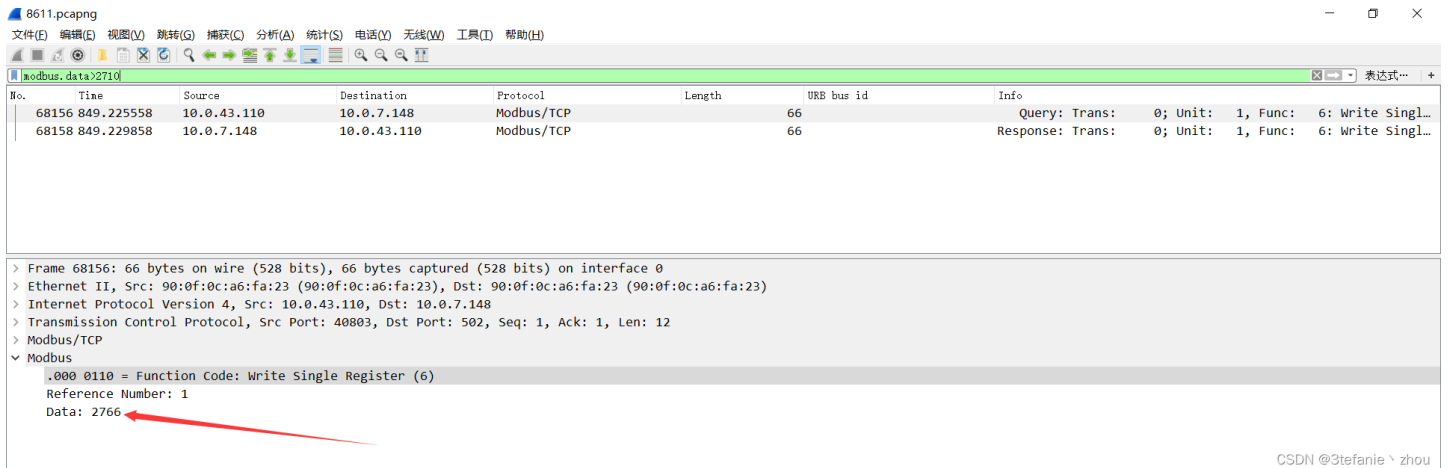 8611.pcapng
文件(F) 编辑(E) 视图(V) 跳转(G) 捕获(C) 分析(A) 统计(S) 电话(Y) 无线(W) 工具(T) 帮助(H)
modbus.data>2710 表达式… +
No. Time Source Destination Protocol Length URB bus id Info
68156 849.225558 10.0.43.110 10.0.7.148 Modbus/TCP 66 Query: Trans: 0; Unit: 1, Func: 6: Write Singl…
68158 849.229858 10.0.7.148 10.0.43.110 Modbus/TCP 66 Response: Trans: 0; Unit: 1, Func: 6: Write Singl…
Frame 68156: 66 bytes on wire (528 bits), 66 bytes captured (528 bits) on interface 0
Ethernet II, Src: 90:0f:0c:a6:fa:23 (90:0f:0c:a6:fa:23), Dst: 90:0f:0c:a6:fa:23 (90:0f:0c:a6:fa:23)
Internet Protocol Version 4, Src: 10.0.43.110, Dst: 10.0.7.148
Transmission Control Protocol, Src Port: 40803, Dst Port: 502, Seq: 1, Ack: 1, Len: 12
Modbus/TCP
Modbus
.000 0110 = Function Code: Write Single Register (6)
Reference Number: 1
Data: 2766
CSDN @3tefanie丶zhou